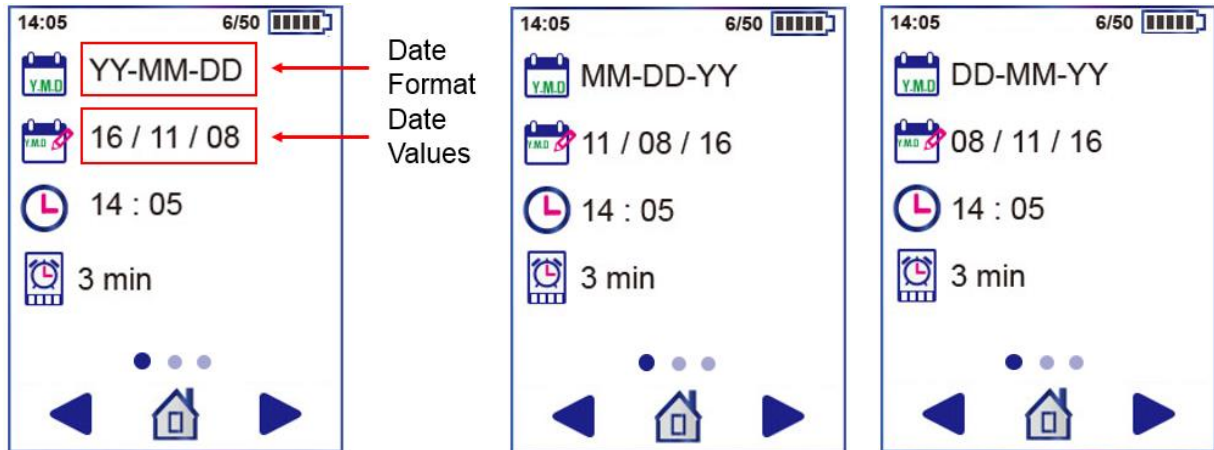 14:05 6/50
Y.M.D YY-MM-DD
Y.M.D 16 / 11 / 08
14 : 05
3 min
Date
Format
Date
Values
14:05 6/50
Y.M.D MM-DD-YY
Y.M.D 11 / 08 / 16
14 : 05
3 min
14:05 6/50
Y.M.D DD-MM-YY
Y.M.D 08 / 11 / 16
14 : 05
3 min